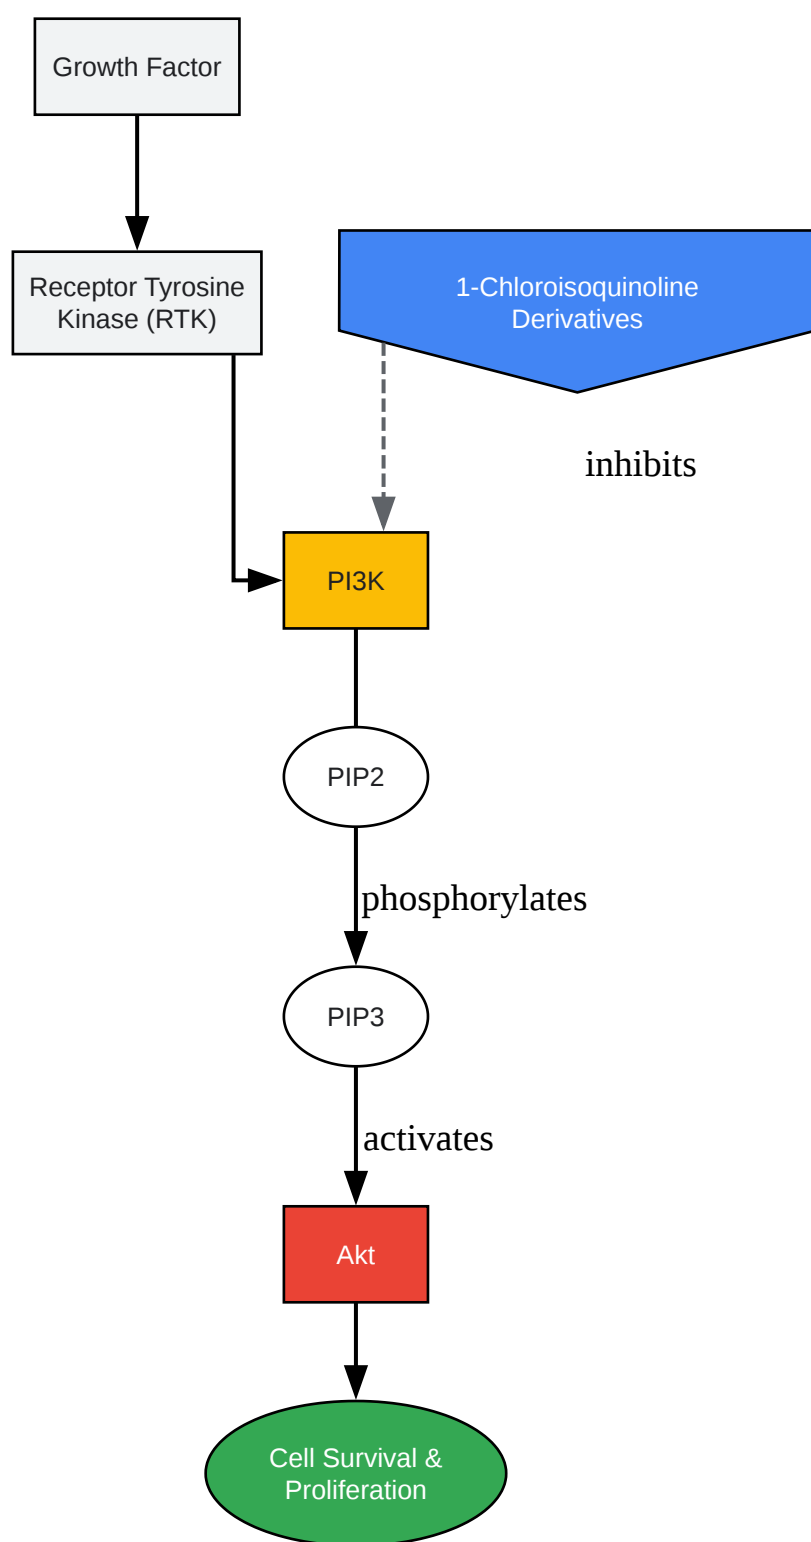 Growth Factor
Receptor Tyrosine
Kinase (RTK)
1-Chloroisoquinoline
Derivatives
inhibits
PI3K
PIP2
phosphorylates
PIP3
activates
Akt
Cell Survival &
Proliferation